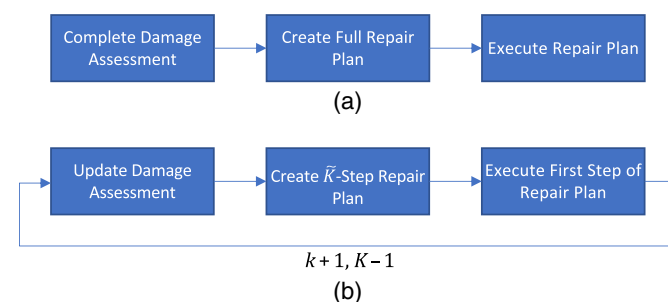 Complete Damage
Assessment
Create Full Repair
Plan
Execute Repair Plan
(a)
Update Damage
Assessment
Create K̃-Step Repair
Plan
Execute First Step of
Repair Plan
k + 1, K – 1
(b)